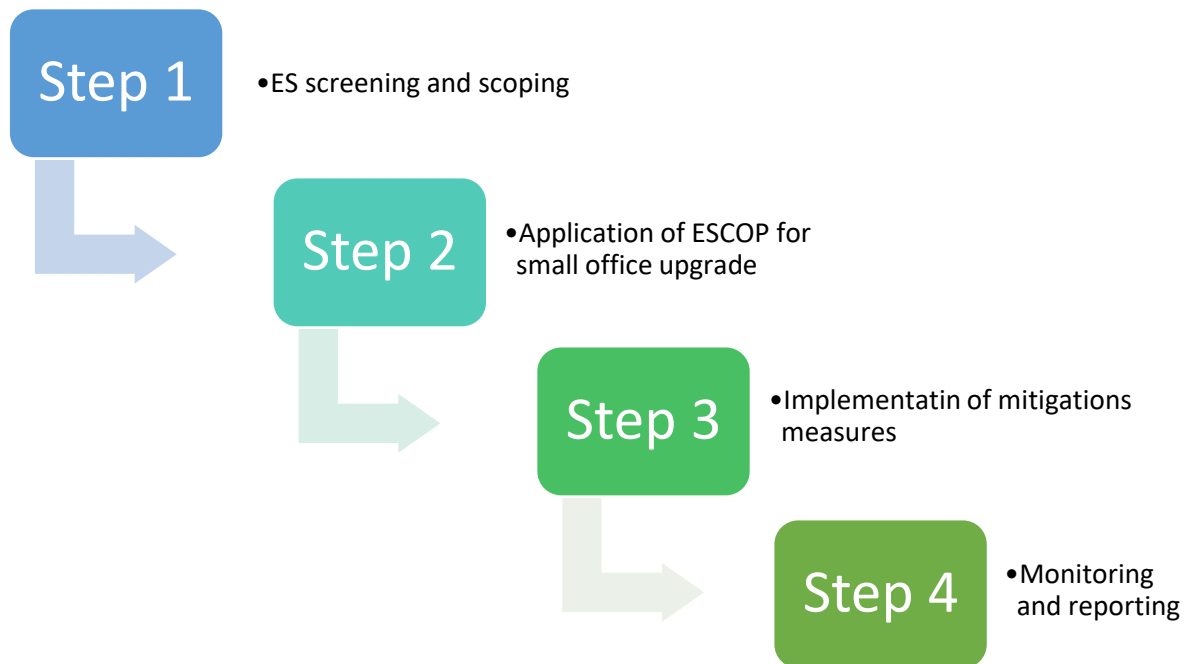 Step 1
•ES screening and scoping
Step 2
•Application of ESCOP for
small office upgrade
Step 3
•Implementatin of mitigations
measures
Step 4
•Monitoring
and reporting